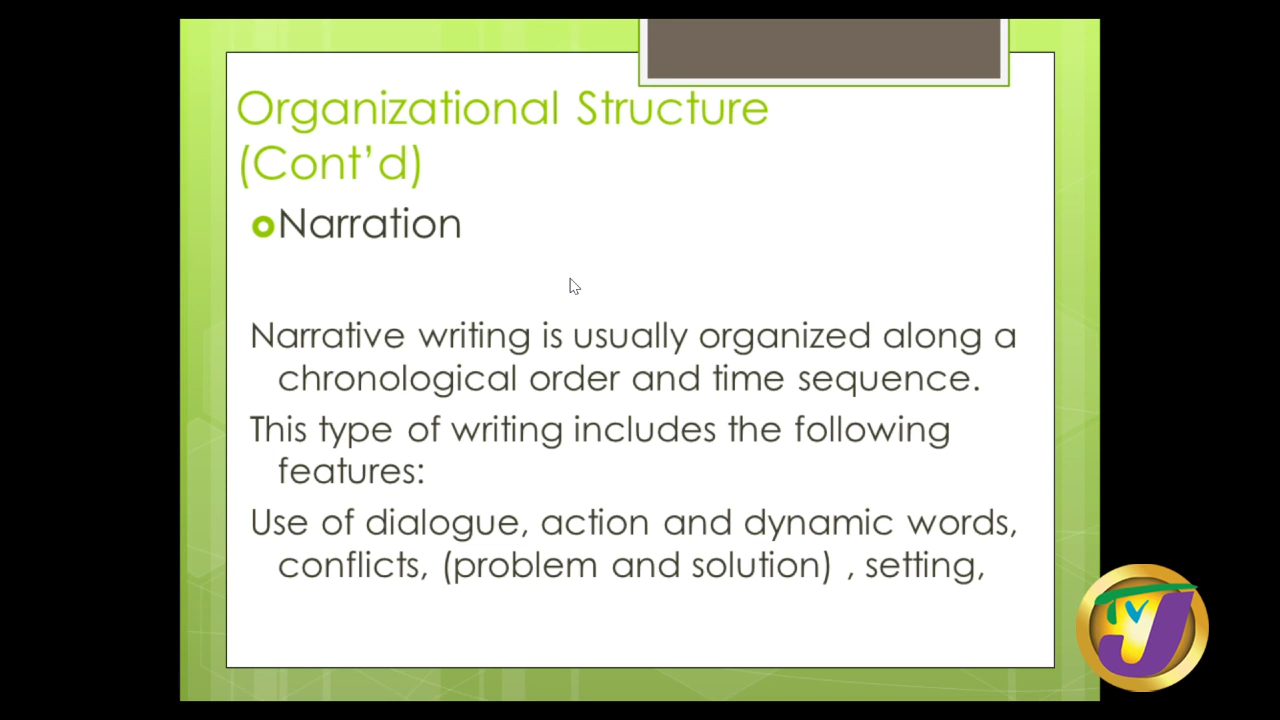 Organizational Structure
(Cont'd)
Narration
Narrative writing is usually organized along a
chronological order and time sequence.
This type of writing includes the following
features:
Use of dialogue, action and dynamic words,
conflicts, (problem and solution) , setting,
TVJ